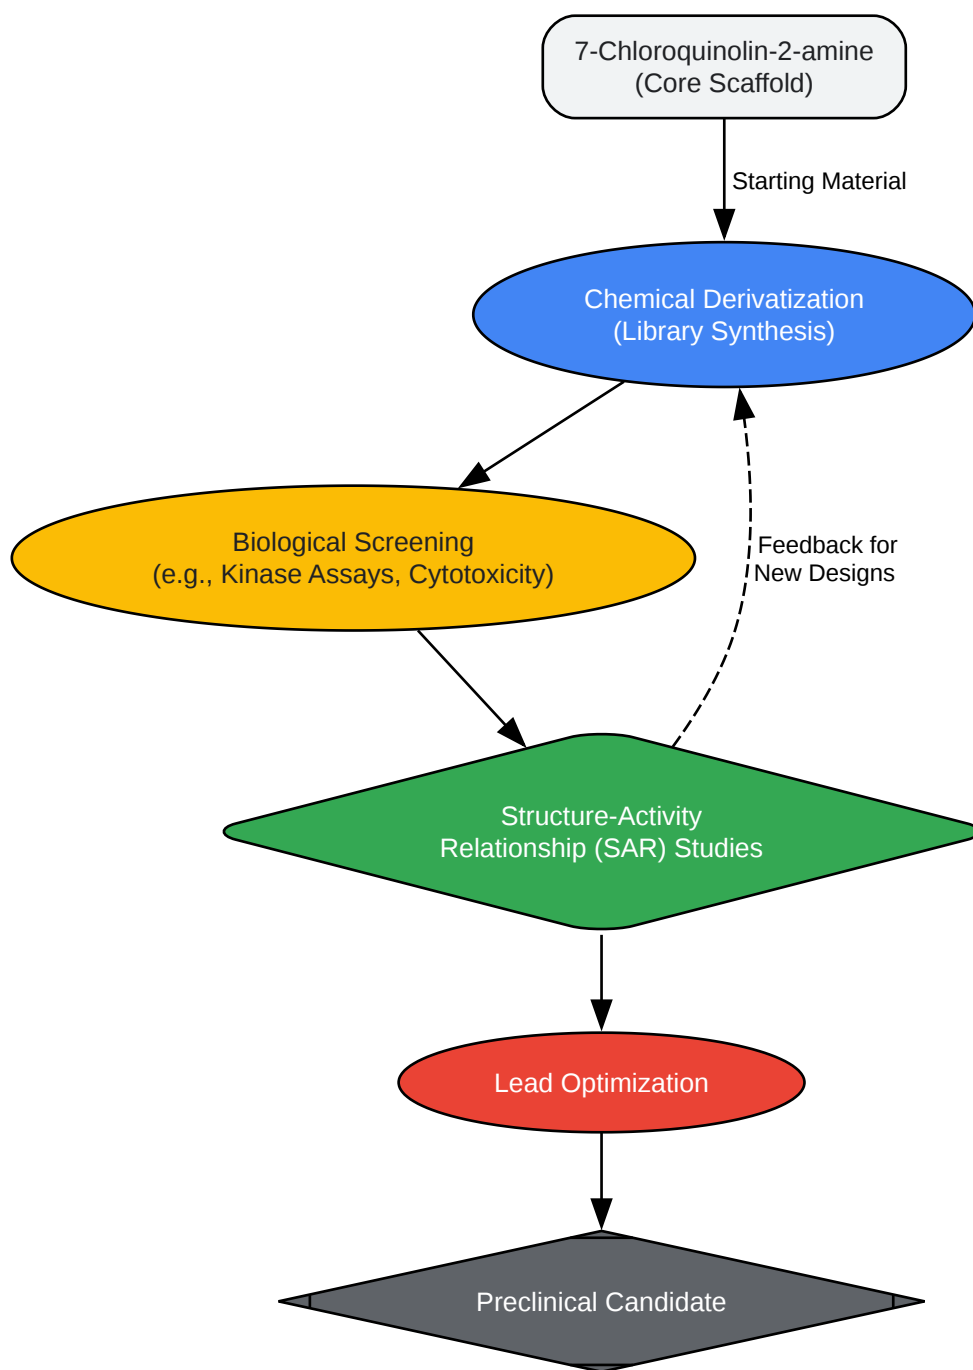 7-Chloroquinolin-2-amine
(Core Scaffold)
Starting Material
Chemical Derivatization
(Library Synthesis)
Biological Screening
(e.g., Kinase Assays, Cytotoxicity)
Feedback for
New Designs
Structure-Activity
Relationship (SAR) Studies
Lead Optimization
Preclinical Candidate